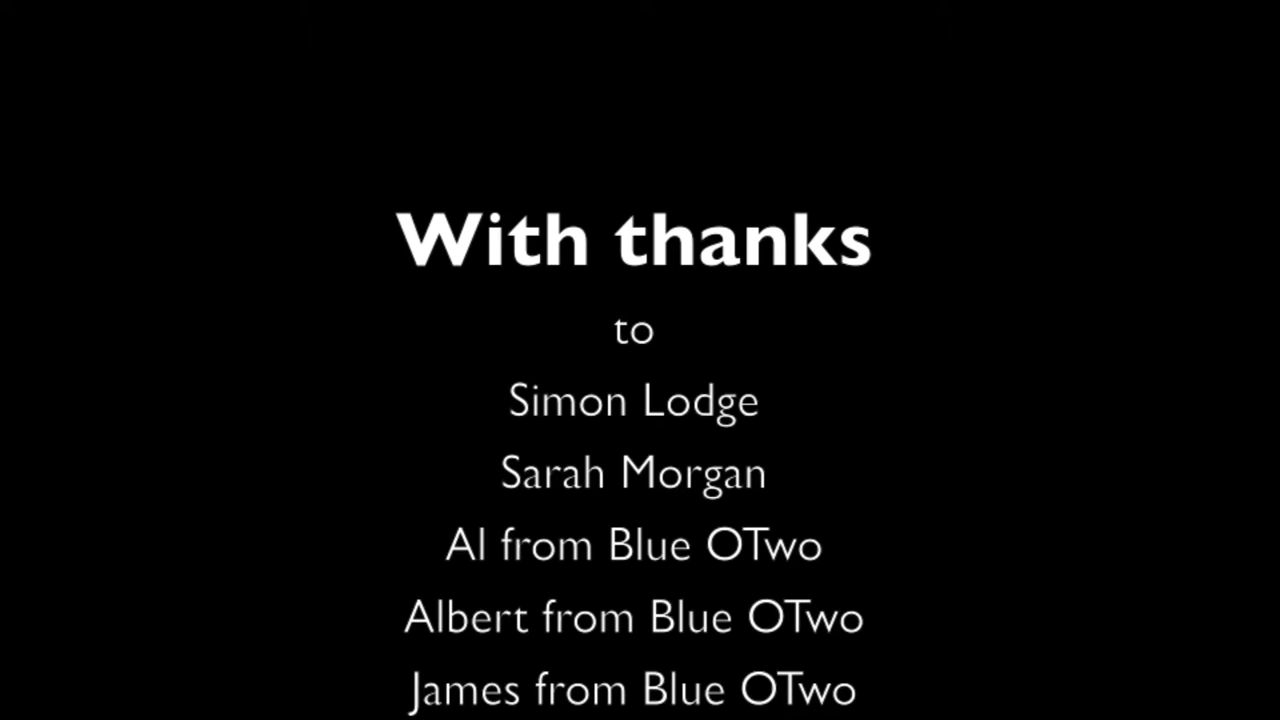 With thanks
to
Simon Lodge
Sarah Morgan
Al from Blue OTwo
Albert from Blue OTwo
James from Blue OTwo